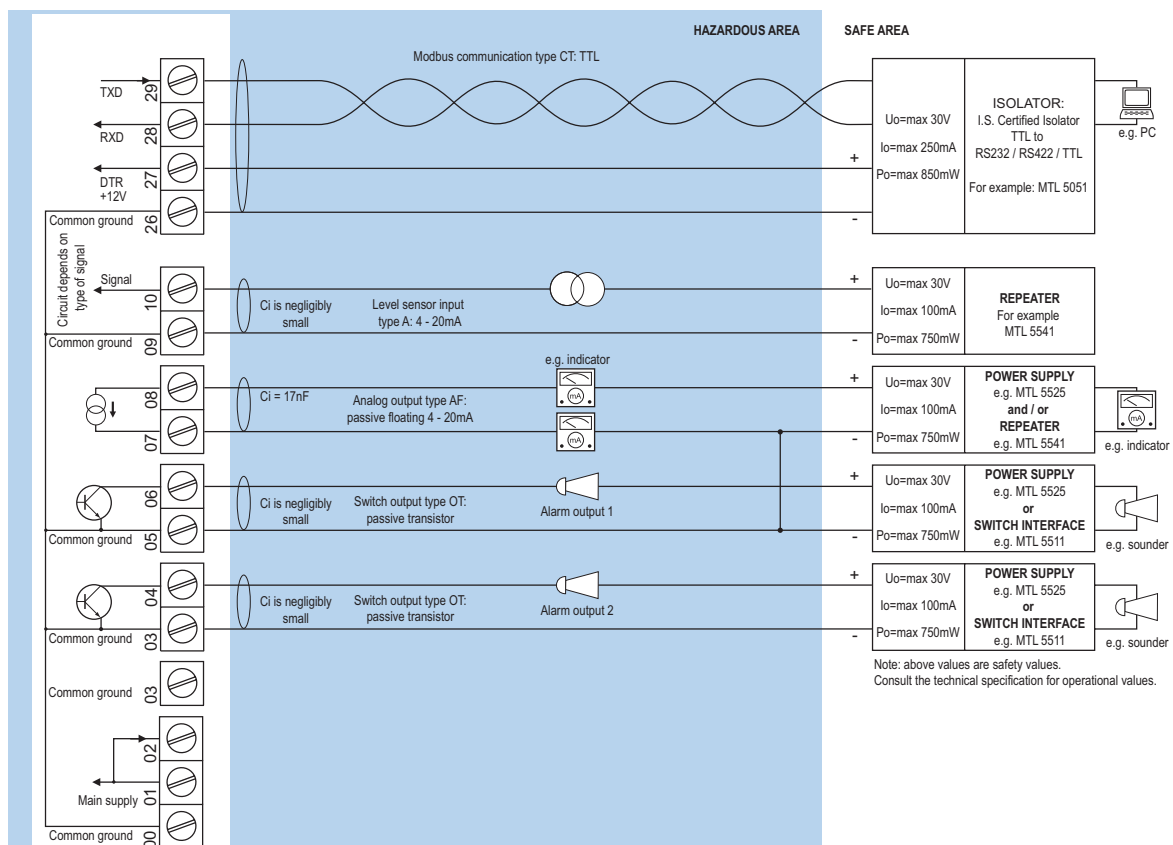 HAZARDOUS AREA
SAFE AREA
Modbus communication type CT: TTL
TXD
29
RXD
28
DTR
+12V
27
Common ground
26
+
-
Uo=max 30V
Io=max 250mA
Po=max 850mW
ISOLATOR:
I.S. Certified Isolator
TTL to
RS232 / RS422 / TTL
For example: MTL 5051
e.g. PC
Circuit depends on
type of signal
Signal
10
Common ground
09
Ci is negligibly
small
Level sensor input
type A: 4 - 20mA
+
-
Uo=max 30V
Io=max 100mA
Po=max 750mW
REPEATER
For example
MTL 5541
08
07
Ci = 17nF
Analog output type AF:
passive floating 4 - 20mA
e.g. indicator
mA
mA
+
-
Uo=max 30V
Io=max 100mA
Po=max 750mW
POWER SUPPLY
e.g. MTL 5525
and / or
REPEATER
e.g. MTL 5541
mA
e.g. indicator
06
Common ground
05
Ci is negligibly
small
Switch output type OT:
passive transistor
Alarm output 1
+
-
Uo=max 30V
Io=max 100mA
Po=max 750mW
POWER SUPPLY
e.g. MTL 5525
or
SWITCH INTERFACE
e.g. MTL 5511
e.g. sounder
04
Common ground
03
Ci is negligibly
small
Switch output type OT:
passive transistor
Alarm output 2
+
-
Uo=max 30V
Io=max 100mA
Po=max 750mW
POWER SUPPLY
e.g. MTL 5525
or
SWITCH INTERFACE
e.g. MTL 5511
e.g. sounder
Note: above values are safety values.
Consult the technical specification for operational values.
Common ground
03
02
Main supply
01
Common ground
00